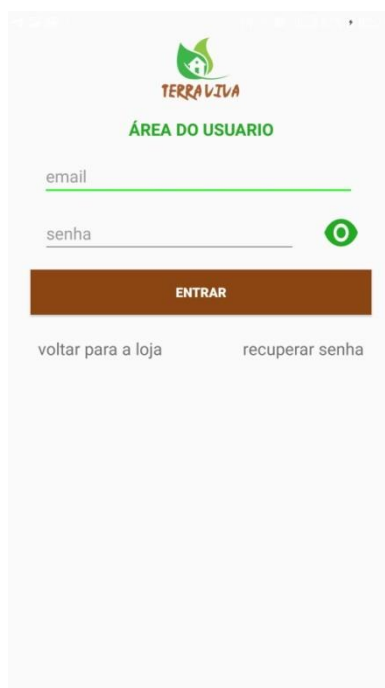 TERRA VIVA
ÁREA DO USUARIO
email
senha
ENTRAR
voltar para a loja
recuperar senha